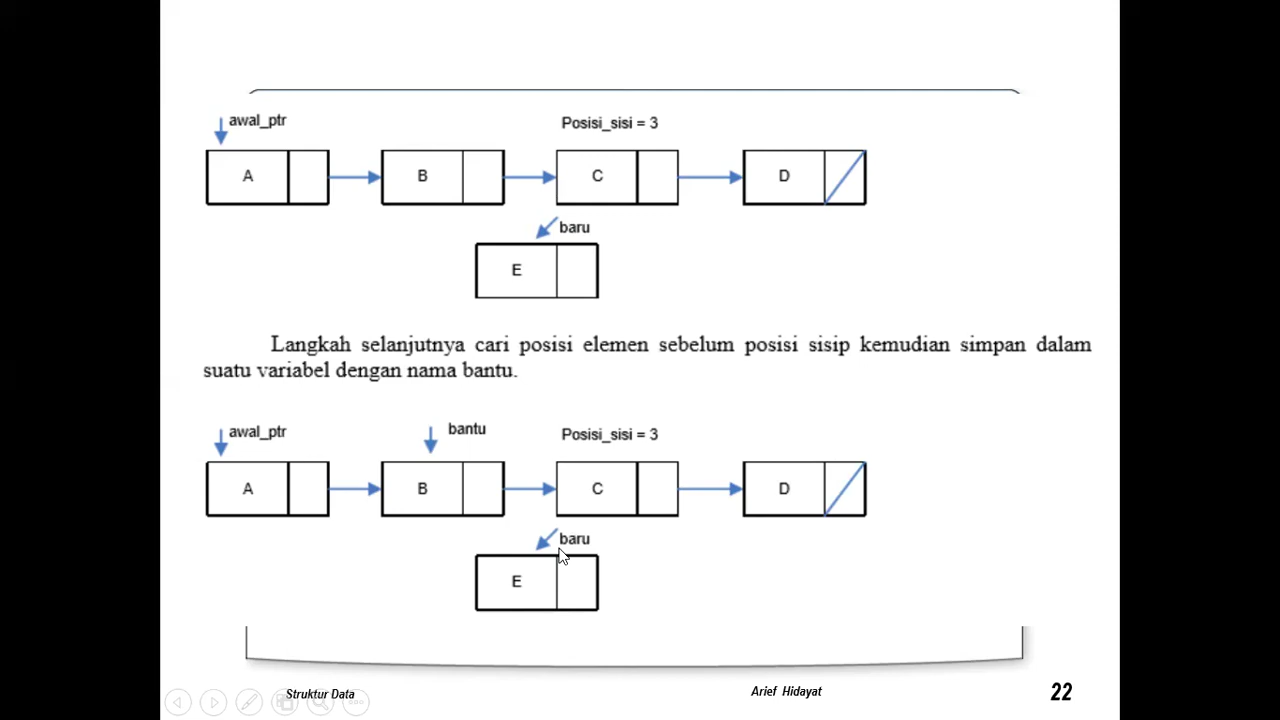 awal_ptr
Posisi_sisi = 3
A
B
C
D
baru
E
Langkah selanjutnya cari posisi elemen sebelum posisi sisip kemudian simpan dalam
suatu variabel dengan nama bantu.
awal_ptr
bantu
Posisi_sisi = 3
A
B
C
D
baru
E
Struktur Data
Arief Hidayat
22